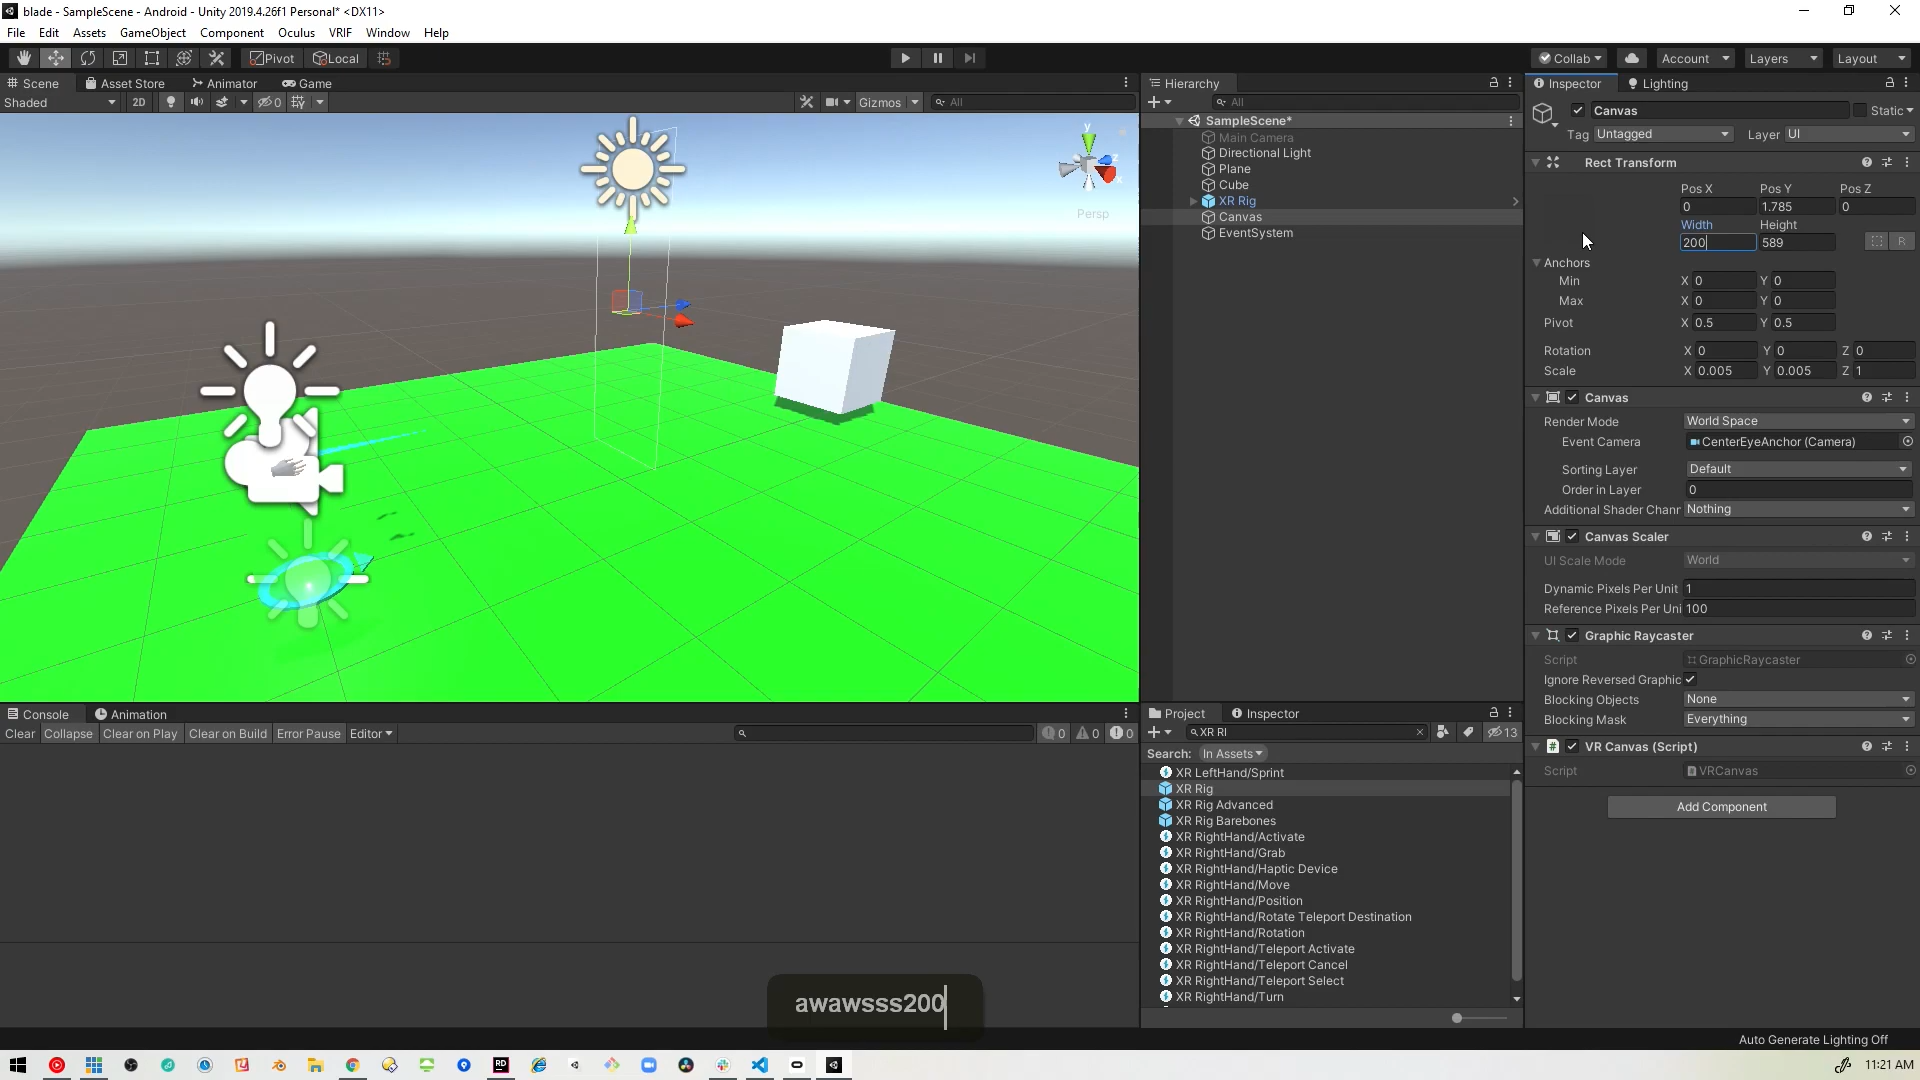 blade - SampleScene - Android - Unity 2019.4.26f1 Personal* <DX11>
File Edit Assets GameObject Component Oculus VRIF Window Help
Pivot Local Collab Account Layers Layout
Scene Asset Store Animator Game
Shaded 2D 0 Gizmos All
y
z
x
Persp
Hierarchy
All
SampleScene*
Main Camera
Directional Light
Plane
Cube
XR Rig
Canvas
EventSystem
Inspector Lighting
Canvas Static
Tag Untagged Layer UI
Rect Transform
Pos X Pos Y Pos Z
0 1.785 0
Width Height
200 589 R
Anchors
Min X 0 Y 0
Max X 0 Y 0
Pivot X 0.5 Y 0.5
Rotation X 0 Y 0 Z 0
Scale X 0.005 Y 0.005 Z 1
Canvas
Render Mode World Space
Event Camera CenterEyeAnchor (Camera)
Sorting Layer Default
Order in Layer 0
Additional Shader Chanr Nothing
Canvas Scaler
UI Scale Mode World
Dynamic Pixels Per Unit 1
Reference Pixels Per Uni 100
Graphic Raycaster
Script GraphicRaycaster
Ignore Reversed Graphic
Blocking Objects None
Blocking Mask Everything
VR Canvas (Script)
Script VRCanvas
Add Component
Console Animation
Clear Collapse Clear on Play Clear on Build Error Pause Editor 0 0 0
Project Inspector
XR RI 13
Search: In Assets
XR LeftHand/Sprint
XR Rig
XR Rig Advanced
XR Rig Barebones
XR RightHand/Activate
XR RightHand/Grab
XR RightHand/Haptic Device
XR RightHand/Move
XR RightHand/Position
XR RightHand/Rotate Teleport Destination
XR RightHand/Rotation
XR RightHand/Teleport Activate
XR RightHand/Teleport Cancel
XR RightHand/Teleport Select
XR RightHand/Turn
awawsss200
Auto Generate Lighting Off
RD
11:21 AM